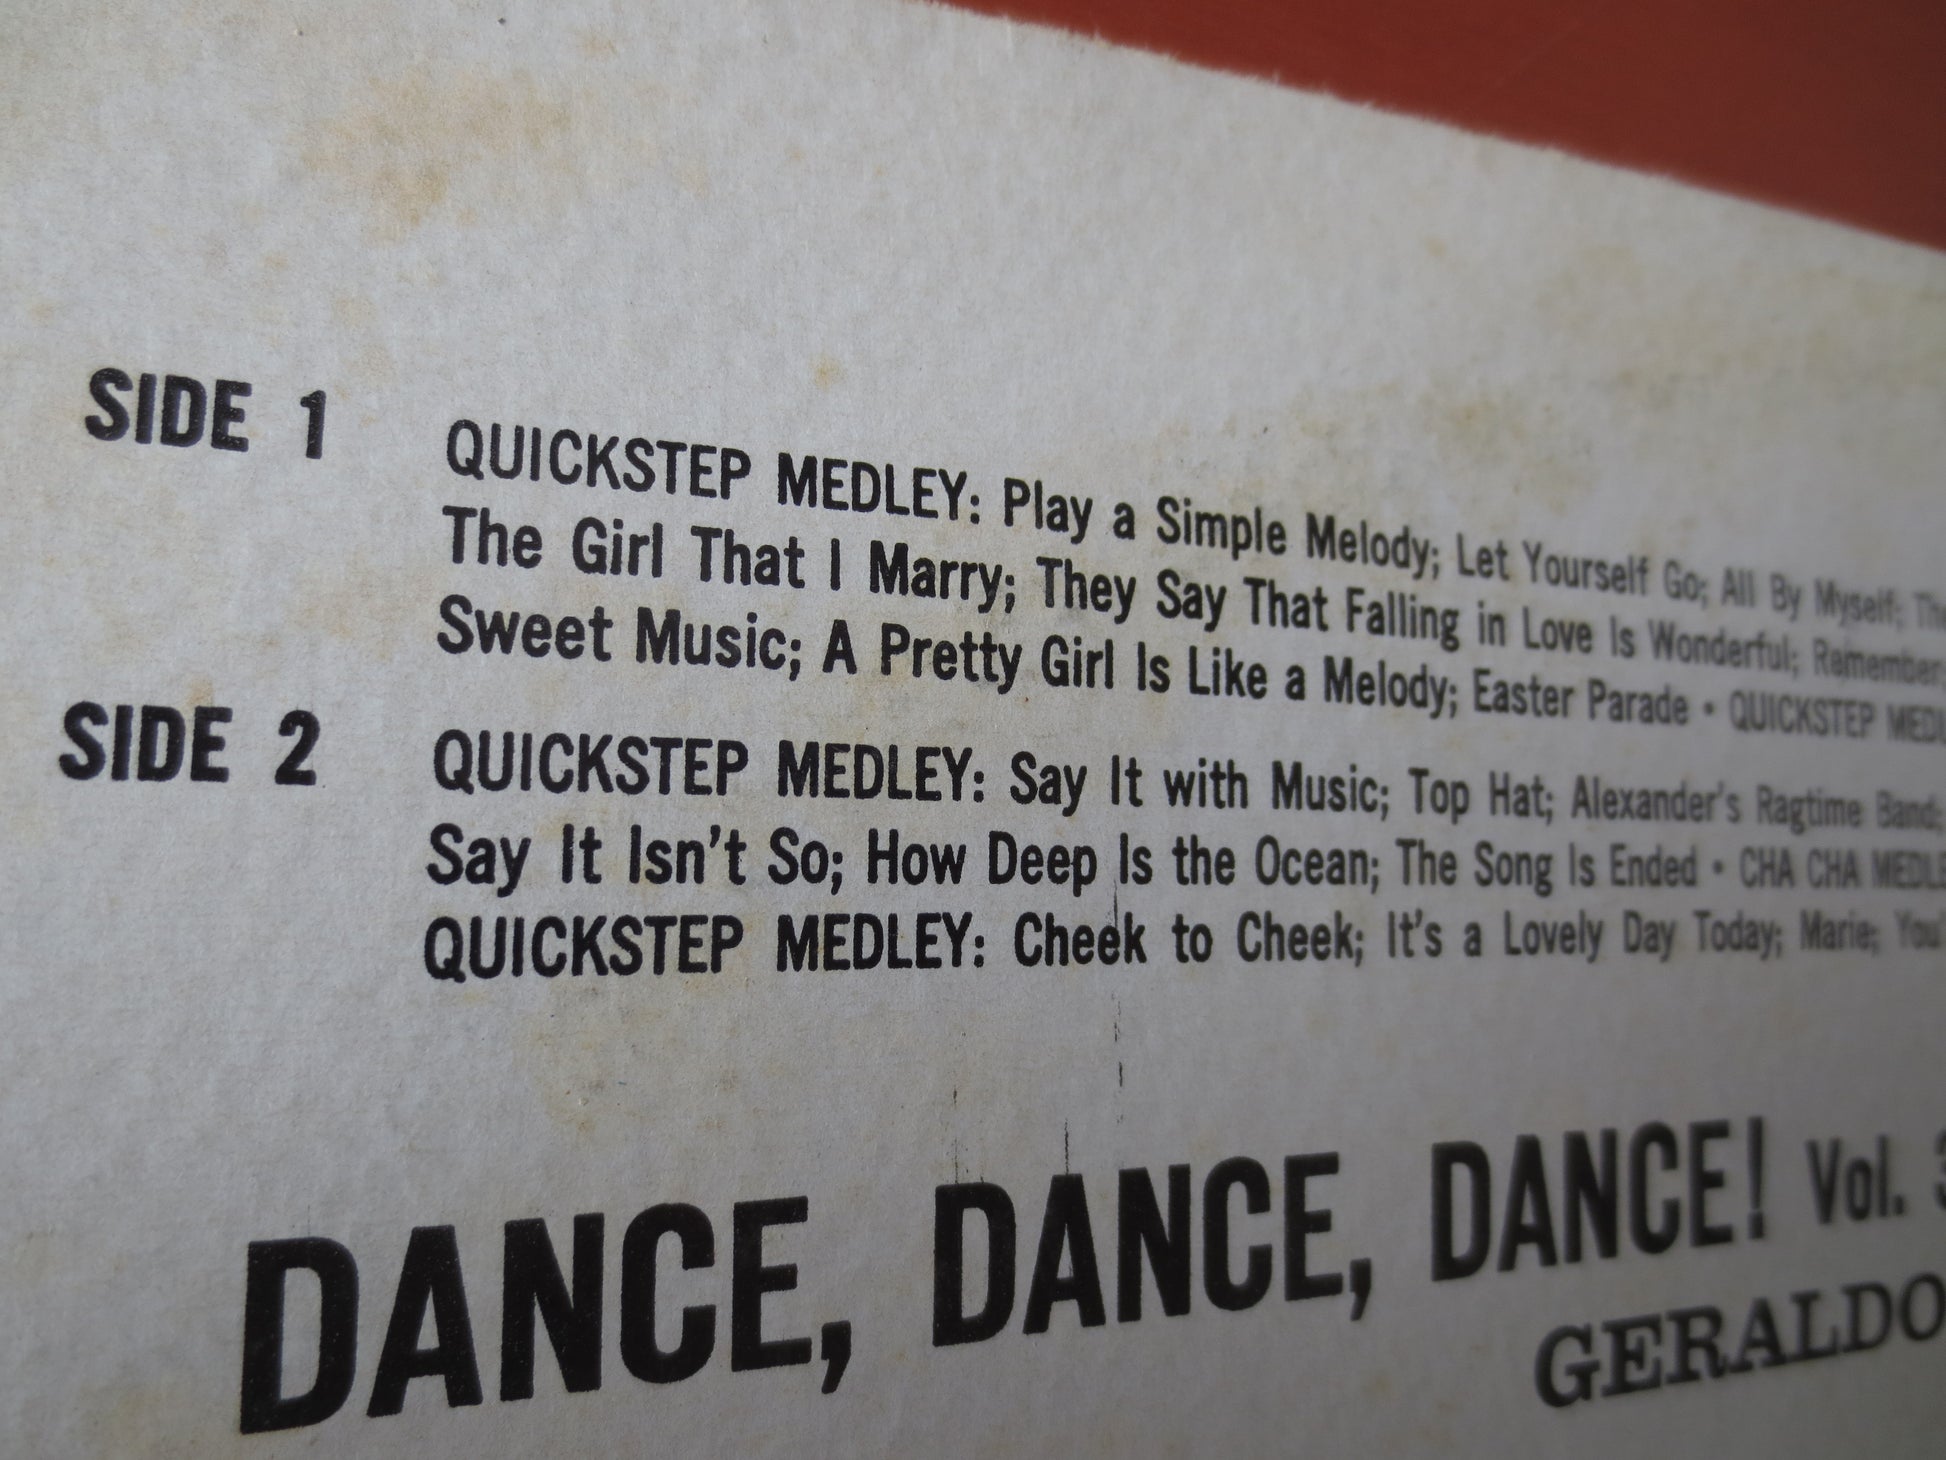 SIDE 1 QUICKSTEP MEDLEY: Play a Simple Melody; Let Yourself Go; All By Myself;
The Girl That I Marry; They Say That Falling in Love Is Wonderful; Remember;
Sweet Music; A Pretty Girl Is Like a Melody; Easter Parade • QUICKSTEP
SIDE 2 QUICKSTEP MEDLEY: Say It with Music; Top Hat; Alexander's Ragtime Band;
Say It Isn't So; How Deep Is the Ocean; The Song Is Ended • CHA CHA
QUICKSTEP MEDLEY: Cheek to Cheek; It's a Lovely Day Today; Marie;
DANCE, DANCE, DANCE! Vol. 3
GERALDO